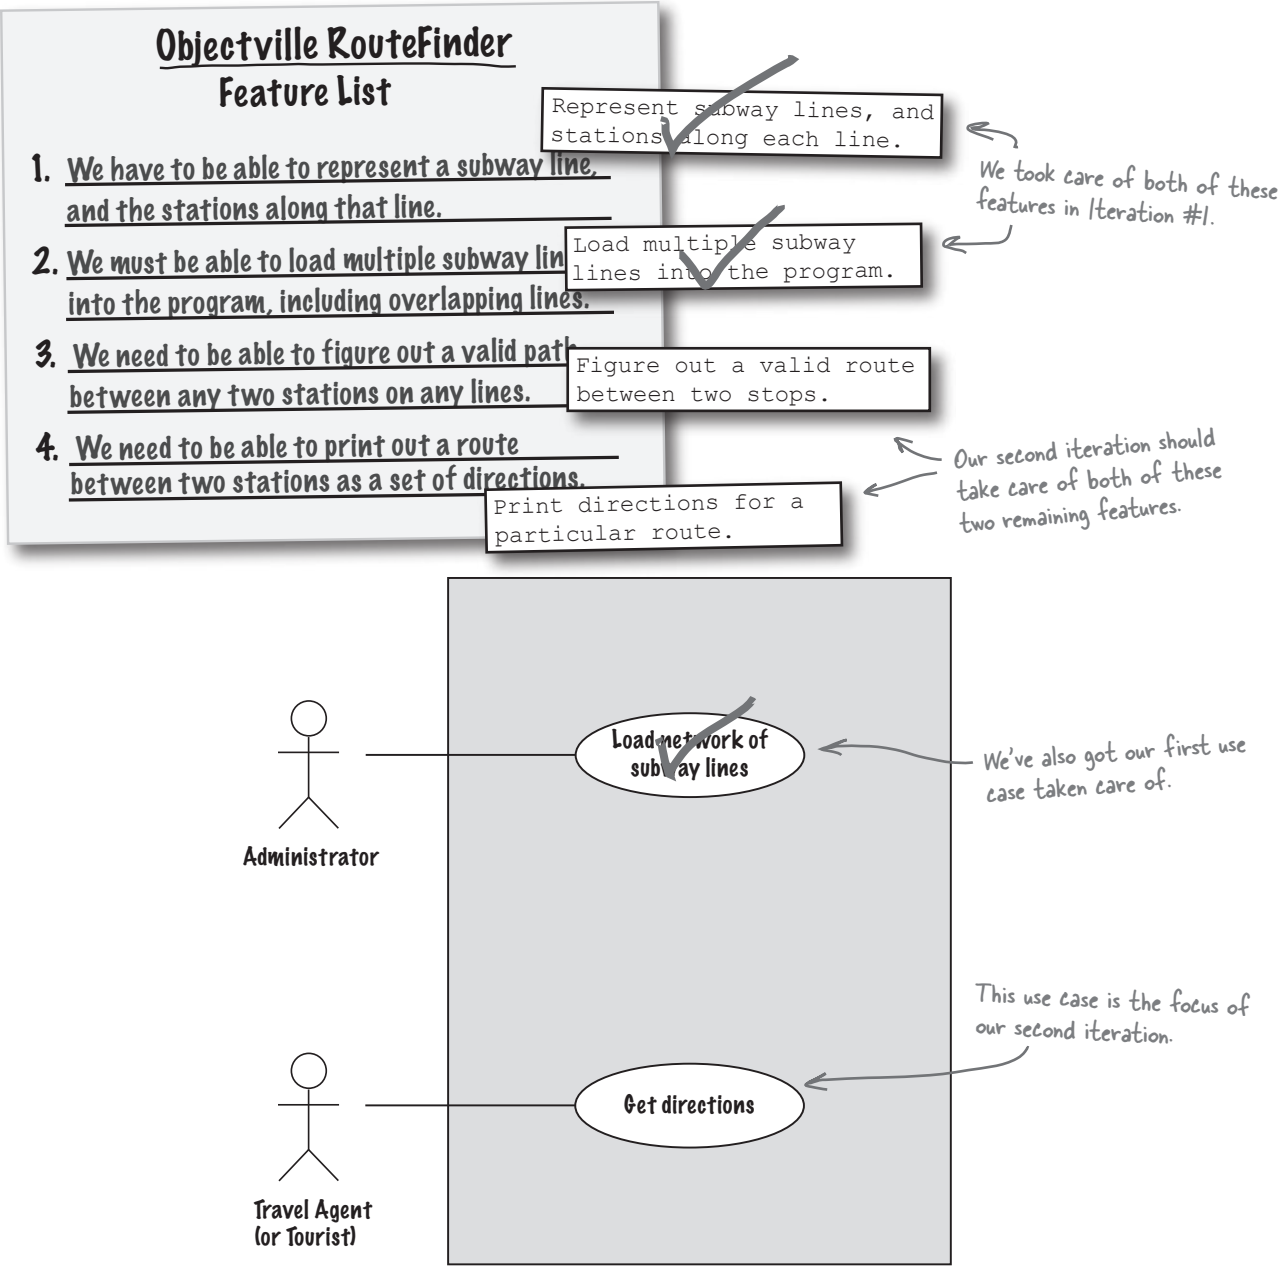 Objectville RouteFinder
Feature List
1. We have to be able to represent a subway line,
and the stations along that line.
2. We must be able to load multiple subway lin
into the program, including overlapping lines.
3. We need to be able to figure out a valid path
between any two stations on any lines.
4. We need to be able to print out a route
between two stations as a set of directions.
Represent subway lines, and
stations along each line.
We took care of both of these
features in Iteration #1.
Load multiple subway
lines into the program.
Figure out a valid route
between two stops.
Our second iteration should
take care of both of these
two remaining features.
Print directions for a
particular route.
Load network of
subway lines
We've also got our first use
case taken care of.
Administrator
This use case is the focus of
our second iteration.
Get directions
Travel Agent
(or Tourist)